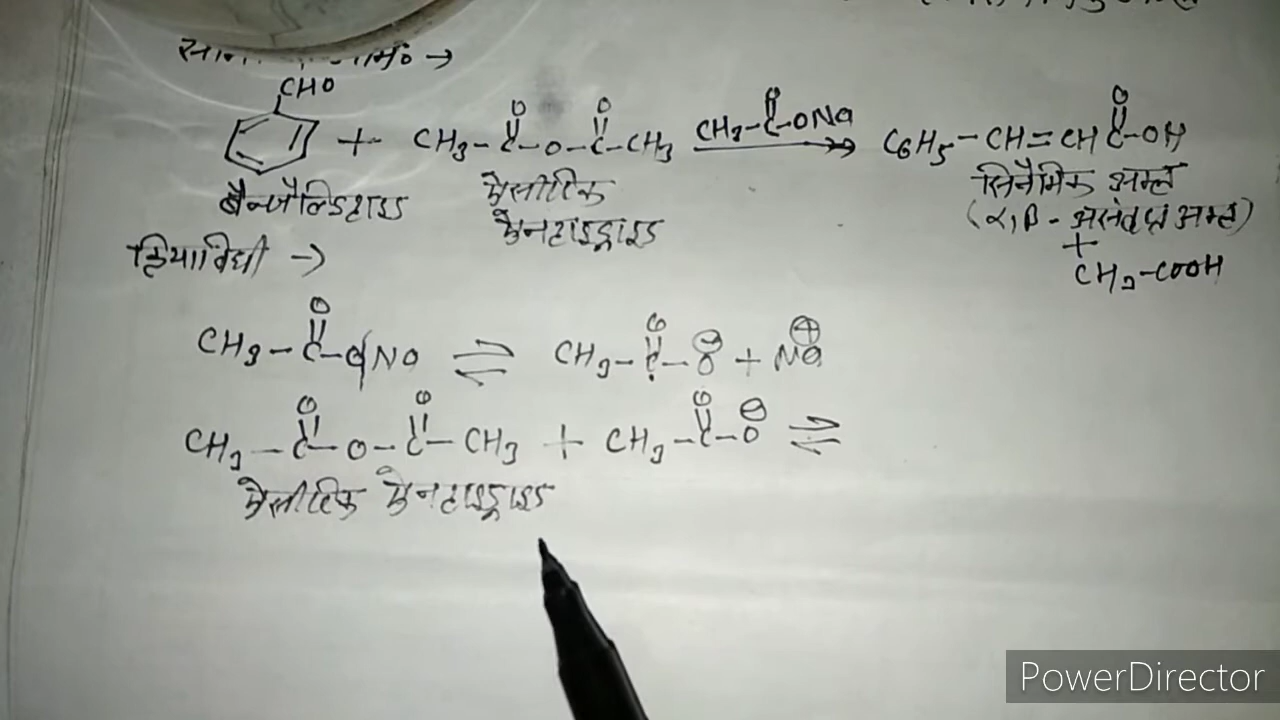 CHO
+ CH3-C-O-C-CH3 CH3-C-ONa C6H5-CH=CH C-OH
O O O O
बैन्जैल्डिहाइड ऐसीटिक सिनैमिक अम्ल
ऐनहाइड्राइड (α,β - असंतृप्त अम्ल)
+
CH3-COOH
क्रियाविधी →
O O ⊖ ⊕
CH3-C-O Na ⇌ CH3-C-O + Na
O O O ⊖
CH3-C-O-C-CH3 + CH3-C-O ⇌
ऐसीटिक ऐनहाइड्राइड
PowerDirector